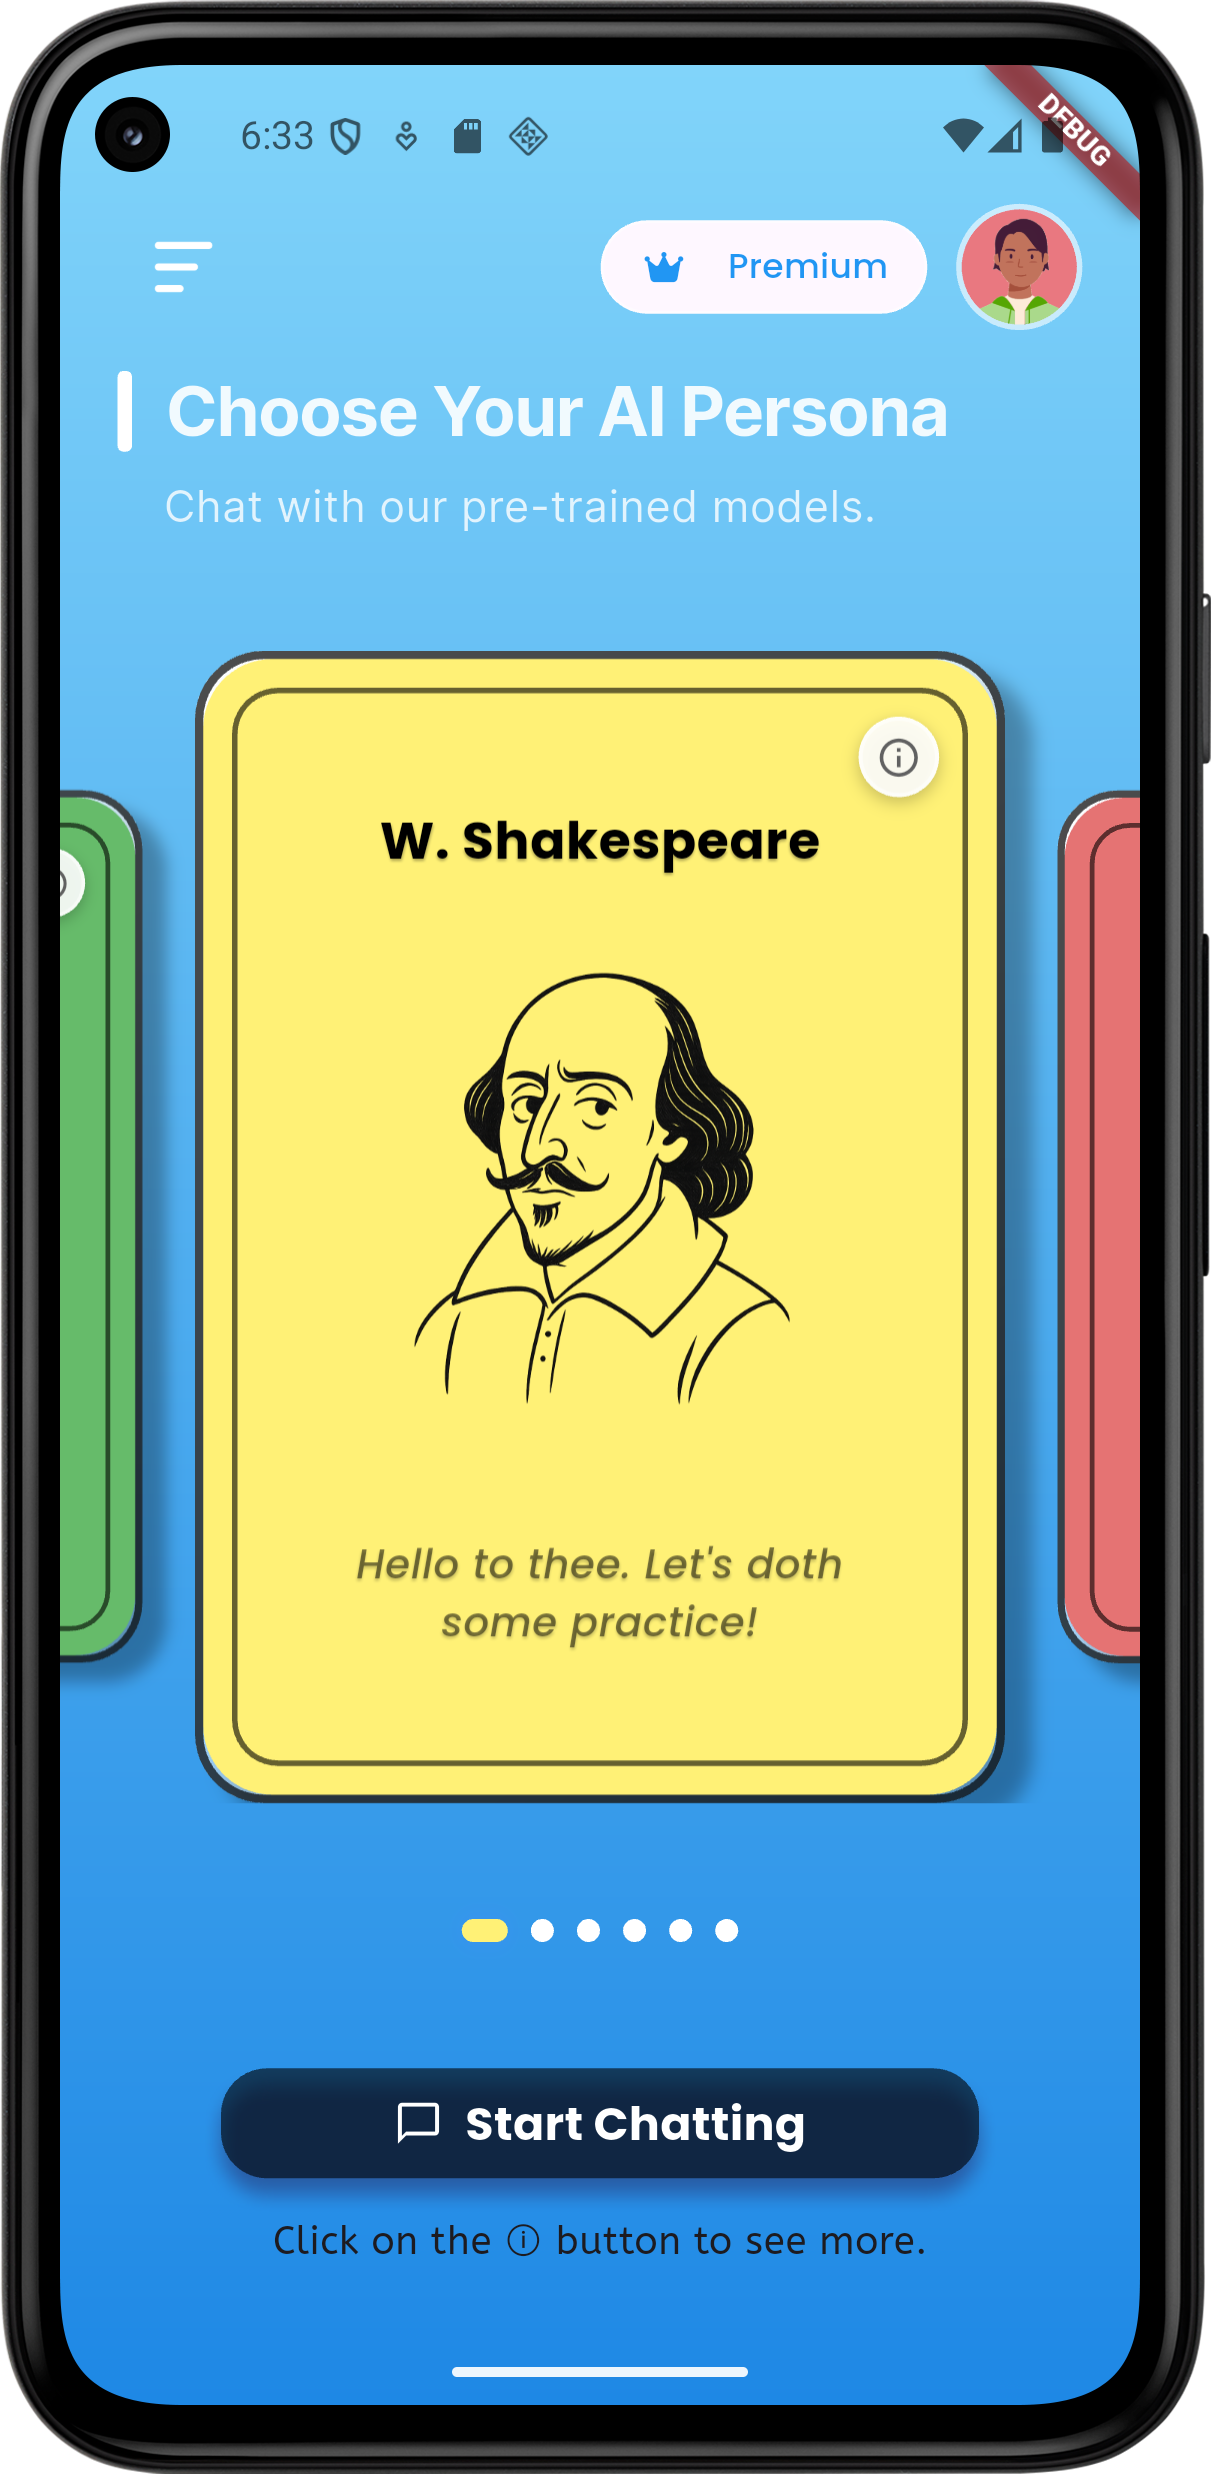 6:33
DEBUG
Premium
Choose Your AI Persona
Chat with our pre-trained models.
W. Shakespeare
Hello to thee. Let's doth
some practice!
Start Chatting
Click on the ⓘ button to see more.